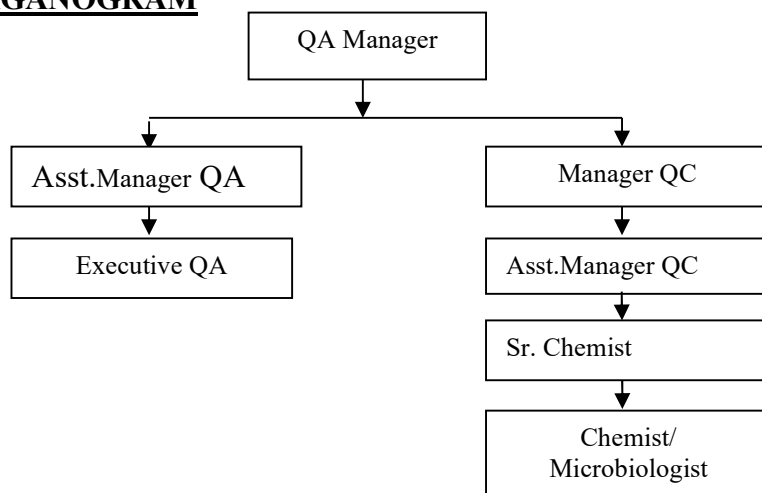 GANOGRAM
QA Manager
Asst.Manager QA
Manager QC
Executive QA
Asst.Manager QC
Sr. Chemist
Chemist/
Microbiologist